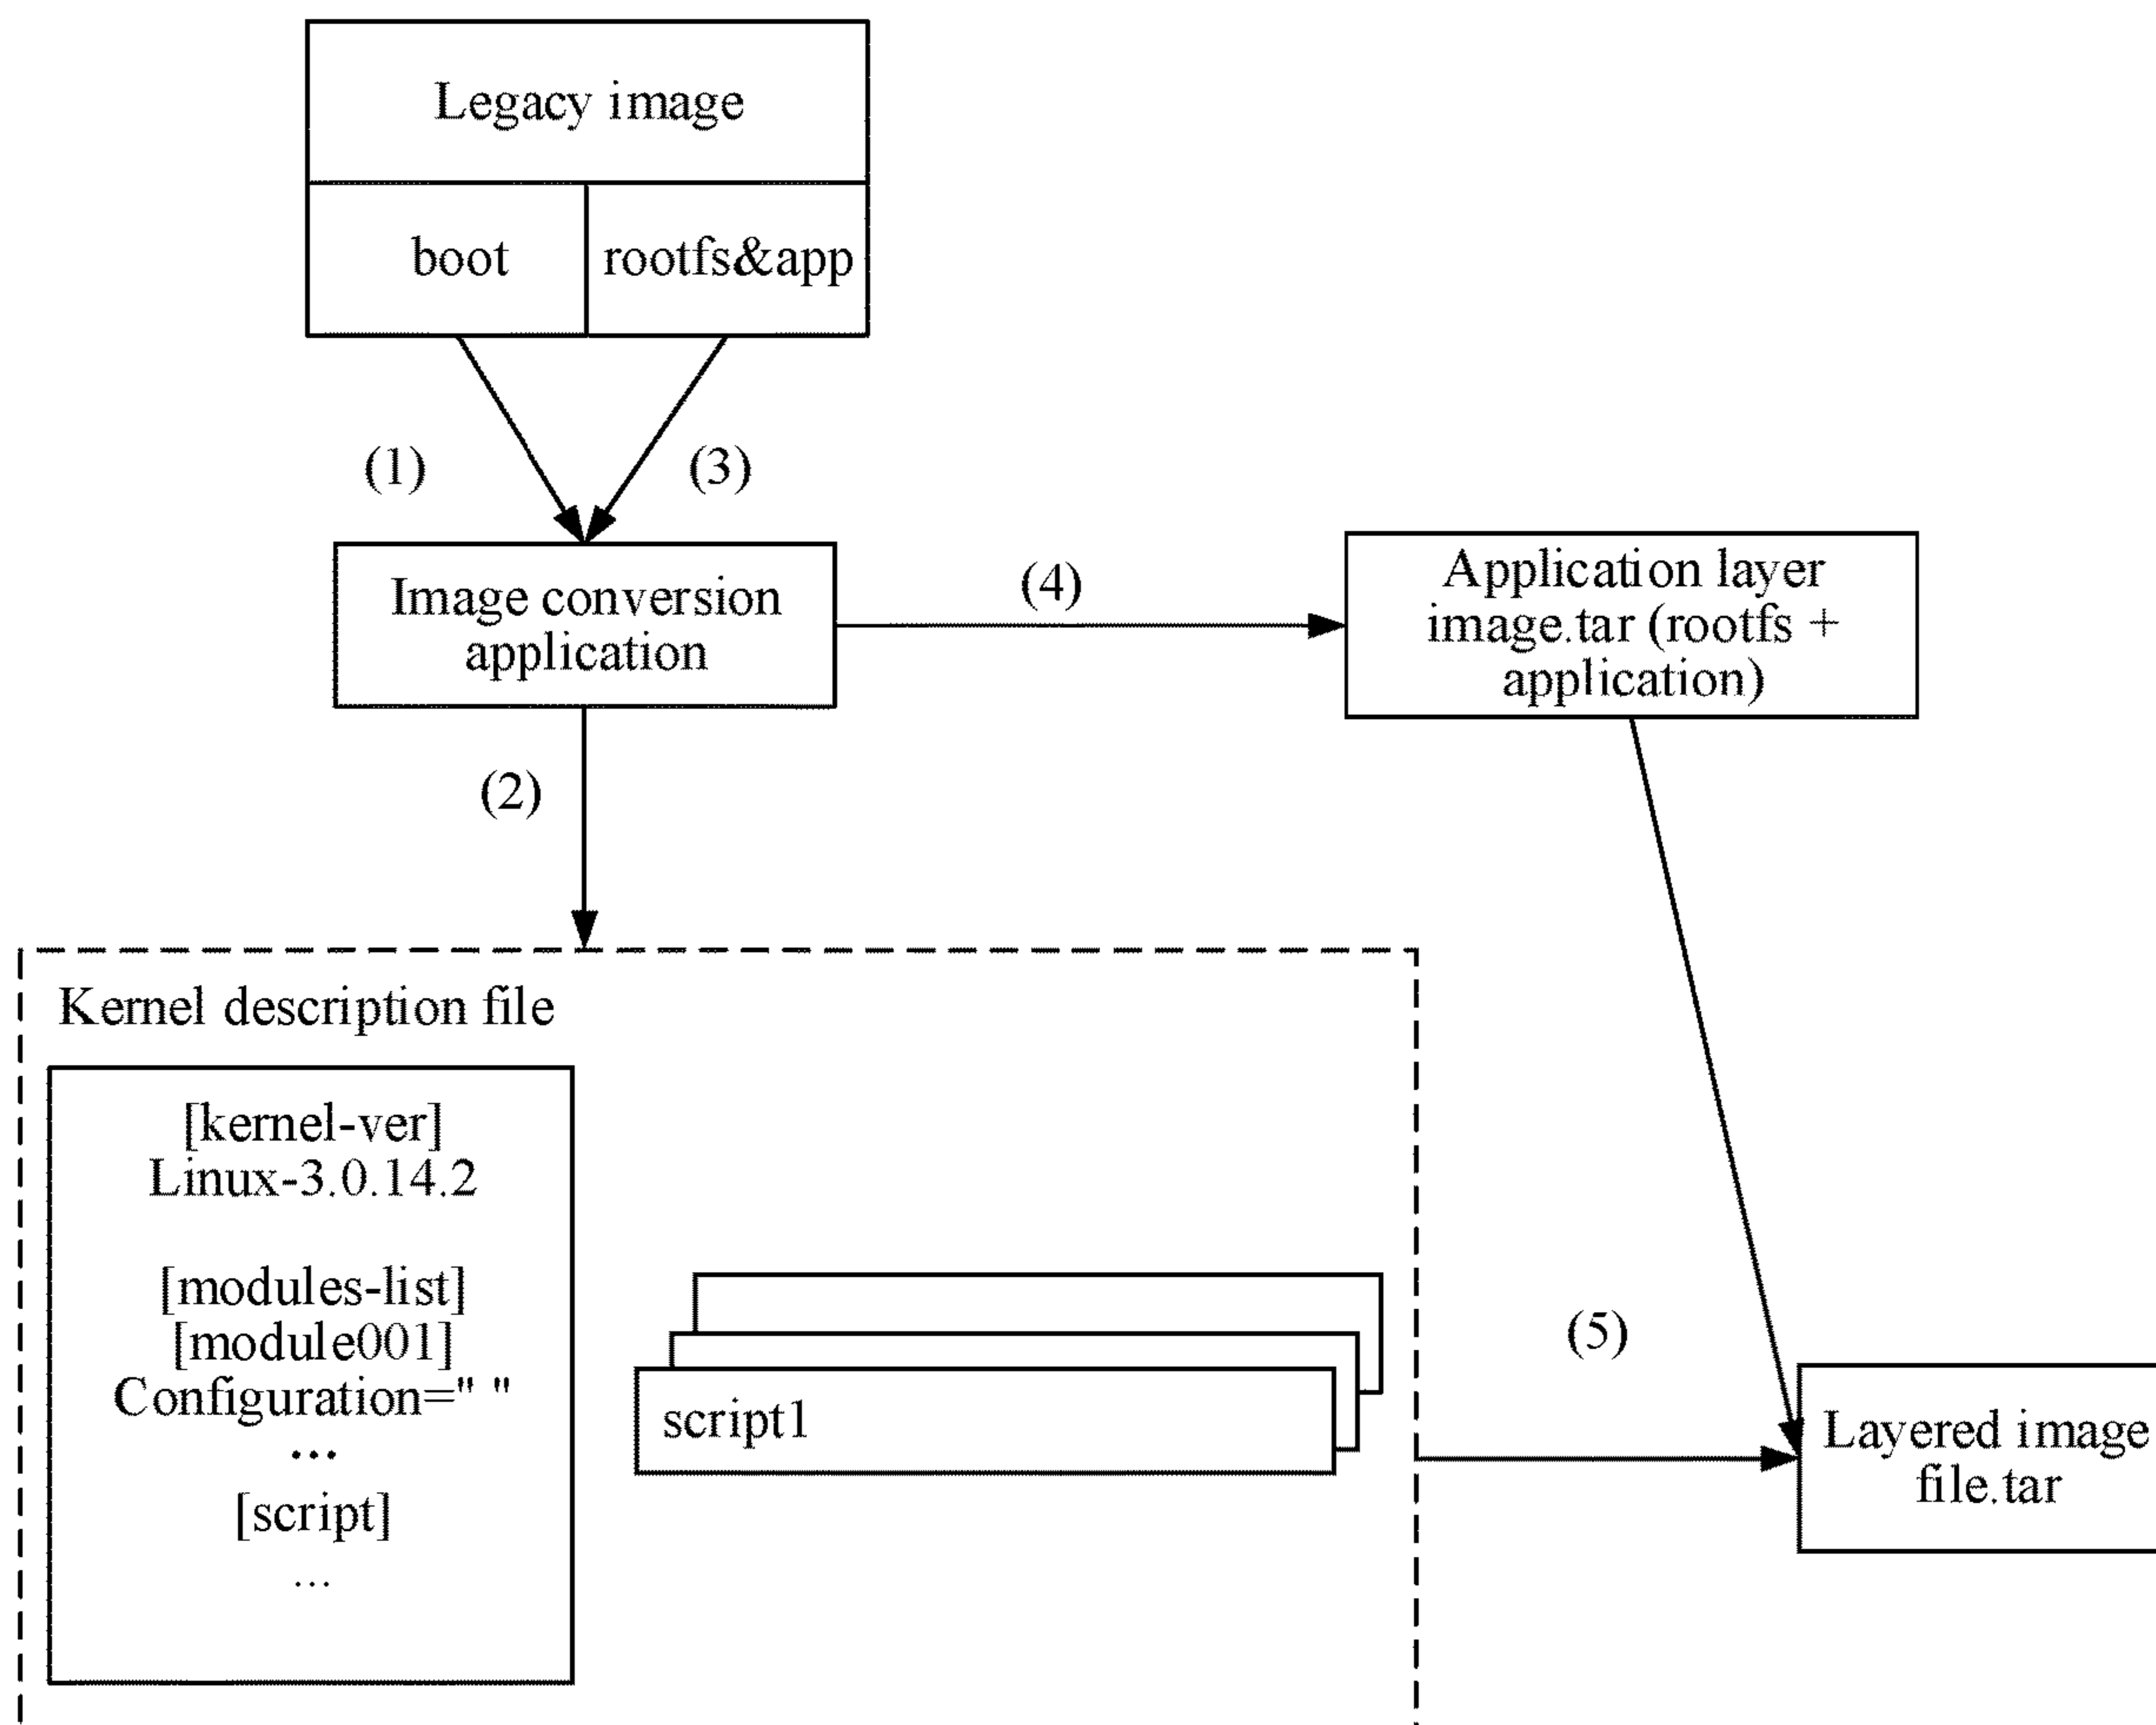 Legacy image
boot
rootfs&app
(1)
(3)
Image conversion
application
(4)
Application layer
image.tar (rootfs +
application)
(2)
Kernel description file
[kernel-ver]
Linux-3.0.14.2
[modules-list]
[module001]
Configuration=" "
...
[script]
...
script1
(5)
Layered image
file.tar